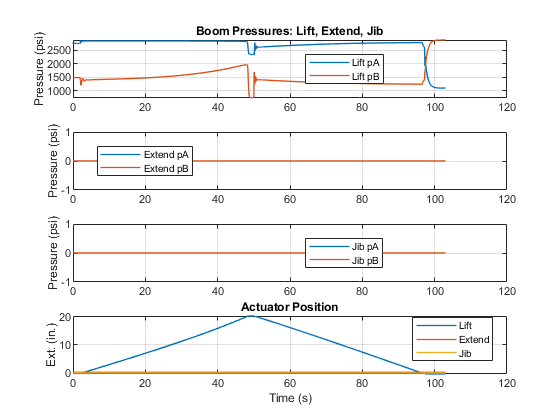 Boom Pressures: Lift, Extend, Jib
Pressure (psi)
2500
2000
1500
1000
Lift pA
Lift pB
0 20 40 60 80 100 120
Pressure (psi)
1
0
-1
Extend pA
Extend pB
0 20 40 60 80 100 120
Pressure (psi)
1
0
-1
Jib pA
Jib pB
0 20 40 60 80 100 120
Actuator Position
Ext. (in.)
20
10
0
Lift
Extend
Jib
0 20 40 60 80 100 120
Time (s)